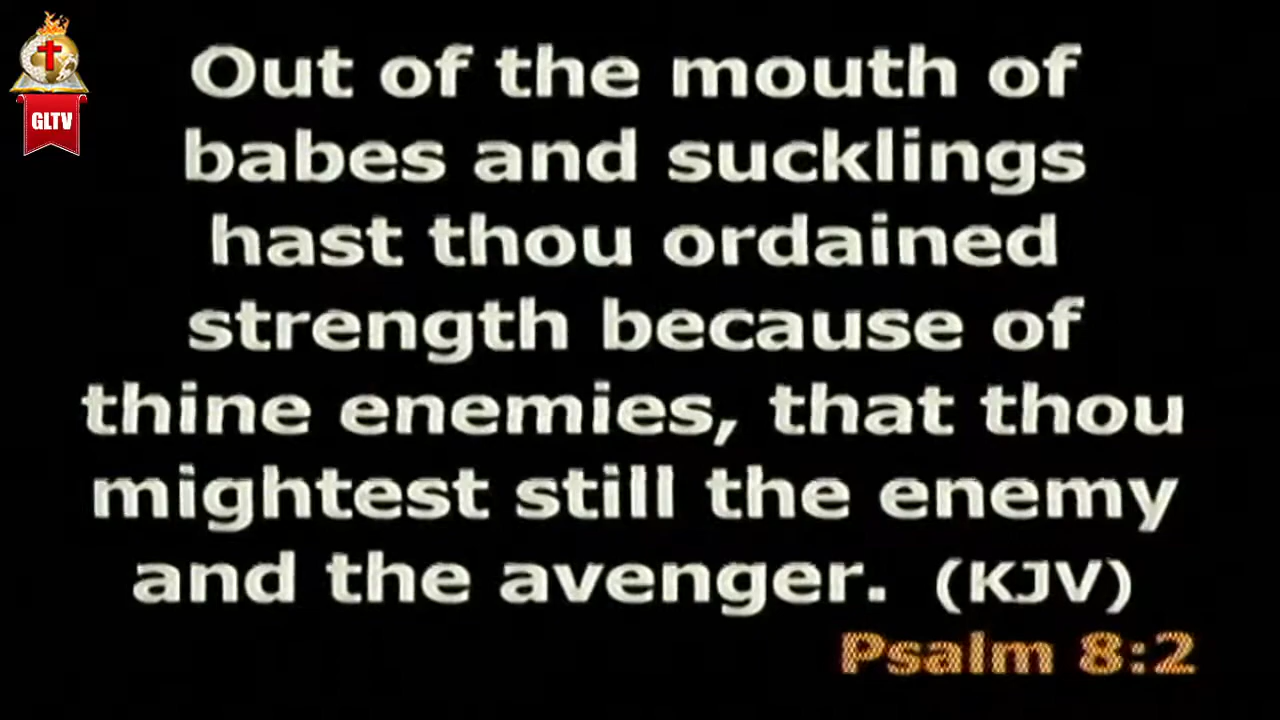 GLTV
Out of the mouth of
babes and sucklings
hast thou ordained
strength because of
thine enemies, that thou
mightest still the enemy
and the avenger. (KJV)
Psalm 8:2